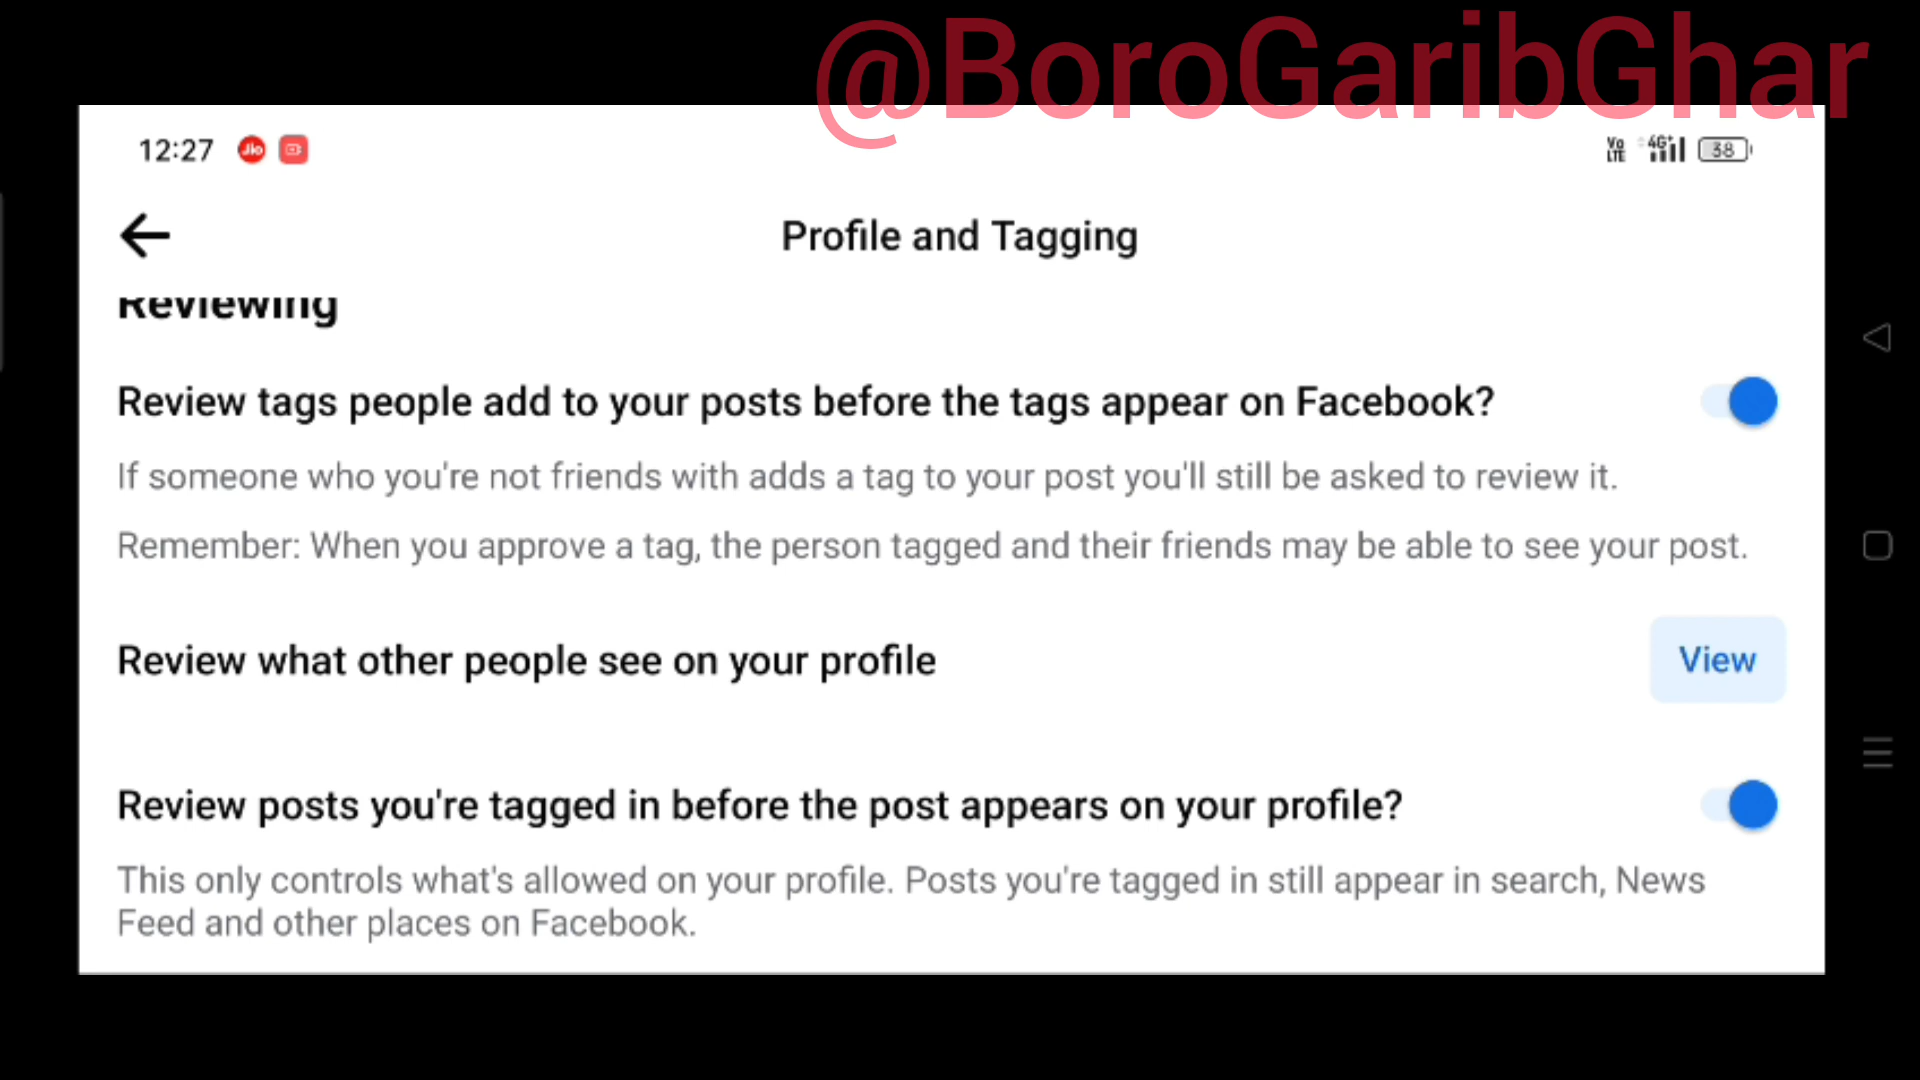 @BoroGaribGhar
12:27 Jio Vo LTE 4G+ 38
Profile and Tagging
Reviewing
Review tags people add to your posts before the tags appear on Facebook?
If someone who you're not friends with adds a tag to your post you'll still be asked to review it.
Remember: When you approve a tag, the person tagged and their friends may be able to see your post.
Review what other people see on your profile View
Review posts you're tagged in before the post appears on your profile?
This only controls what's allowed on your profile. Posts you're tagged in still appear in search, News
Feed and other places on Facebook.